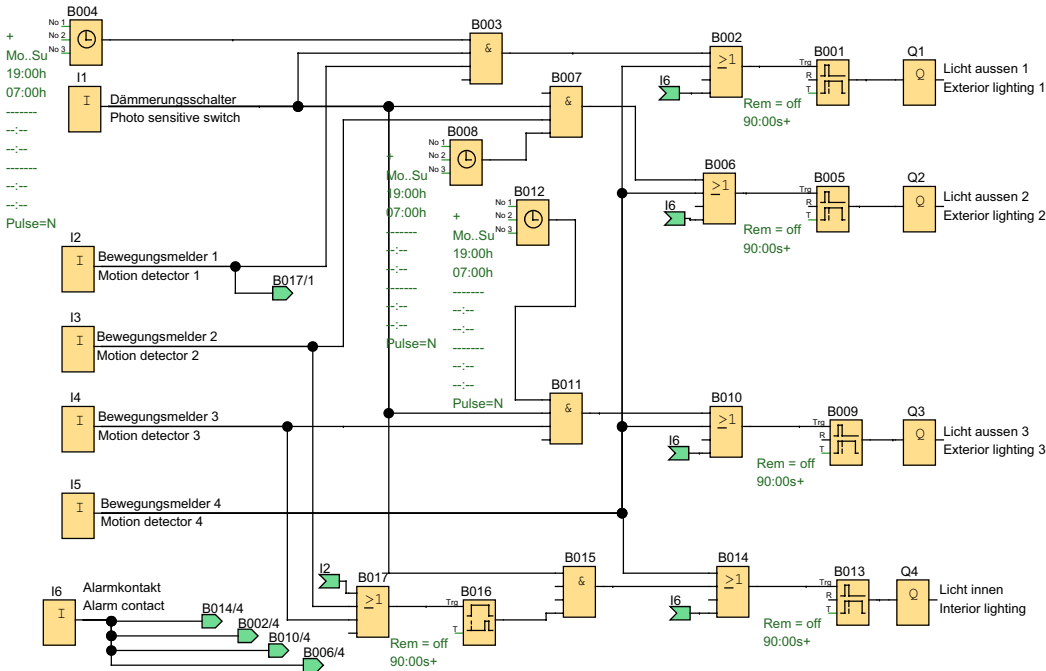 B004
No 1
No 2
No 3
+
Mo..Su
19:00h
07:00h
-------
--:--
--:--
-------
--:--
--:--
Pulse=N
I1
I
Dämmerungsschalter
Photo sensitive switch
B003
&
B007
&
B008
No 1
No 2
No 3
+
Mo..Su
19:00h
07:00h
-------
--:--
--:--
-------
--:--
--:--
Pulse=N
B012
No 1
No 2
No 3
+
Mo..Su
19:00h
07:00h
-------
--:--
--:--
-------
--:--
--:--
Pulse=N
B002
≥1
I6
B001
Trg
R
T
Rem = off
90:00s+
Q1
Q
Licht aussen 1
Exterior lighting 1
B006
≥1
I6
B005
Trg
R
T
Rem = off
90:00s+
Q2
Q
Licht aussen 2
Exterior lighting 2
I2
I
Bewegungsmelder 1
Motion detector 1
B017/1
I3
I
Bewegungsmelder 2
Motion detector 2
I4
I
Bewegungsmelder 3
Motion detector 3
B011
&
B010
≥1
I6
B009
Trg
R
T
Rem = off
90:00s+
Q3
Q
Licht aussen 3
Exterior lighting 3
I5
I
Bewegungsmelder 4
Motion detector 4
I6
I
Alarmkontakt
Alarm contact
B014/4
B002/4
B010/4
B006/4
I2
B017
≥1
B016
Trg
T
Rem = off
90:00s+
B015
&
B014
≥1
I6
B013
Trg
R
T
Rem = off
90:00s+
Q4
Q
Licht innen
Interior lighting